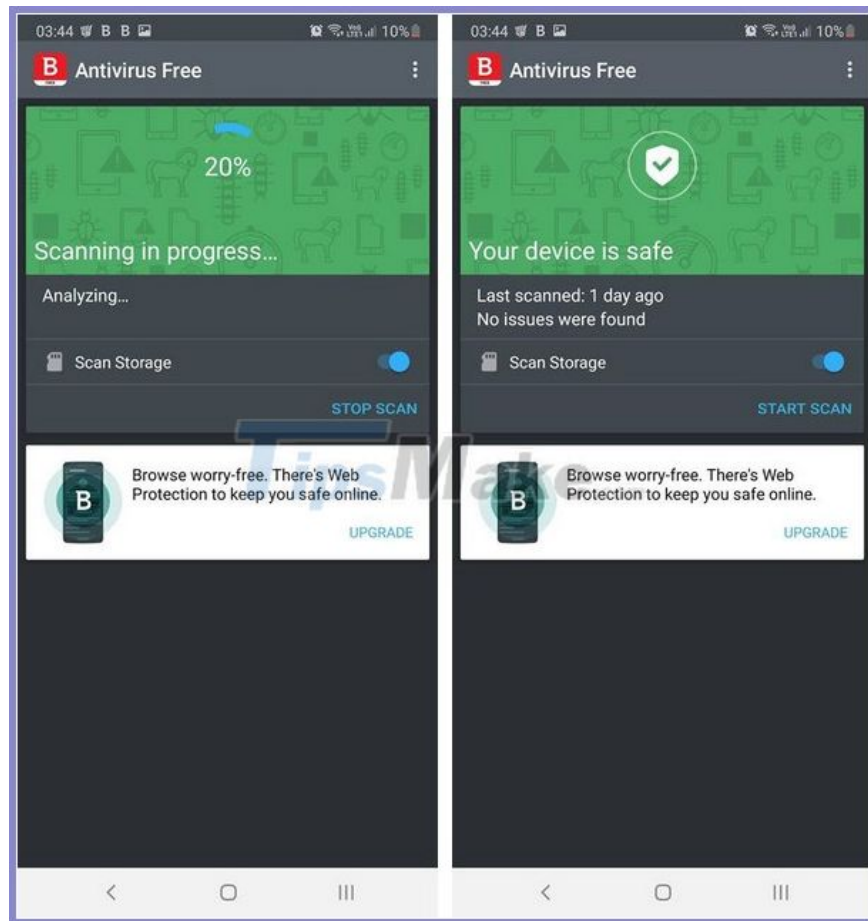 03:44 B B 10%
B Antivirus Free
FREE
20%
Scanning in progress...
Analyzing...
Scan Storage
STOP SCAN
Browse worry-free. There's Web
Protection to keep you safe online.
B
UPGRADE
03:44 B 10%
B Antivirus Free
FREE
Your device is safe
Last scanned: 1 day ago
No issues were found
Scan Storage
START SCAN
Browse worry-free. There's Web
Protection to keep you safe online.
B
UPGRADE
TipsMake